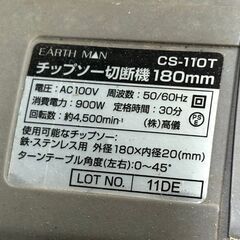 EARTH MAN
CS-110T
チップソー切断機 180mm
電圧：AC100V 周波数：50/60Hz
消費電力：900W 定格時間：30分
回転数：約4,500min⁻¹ (株)髙儀
PSE
使用可能なチップソー：
鉄・ステンレス用 外径180×内径20(mm)
ターンテーブル角度(左右)：0〜45°
LOT NO. 11DE